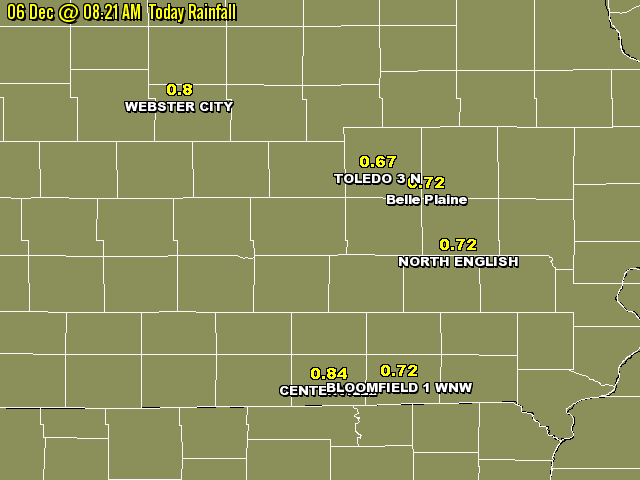 06 Dec @ 08:21 AM Today Rainfall
0.8
WEBSTER CITY
0.67
TOLEDO 3 N
0.72
Belle Plaine
0.72
NORTH ENGLISH
0.84
0.72
BLOOMFIELD 1 WNW